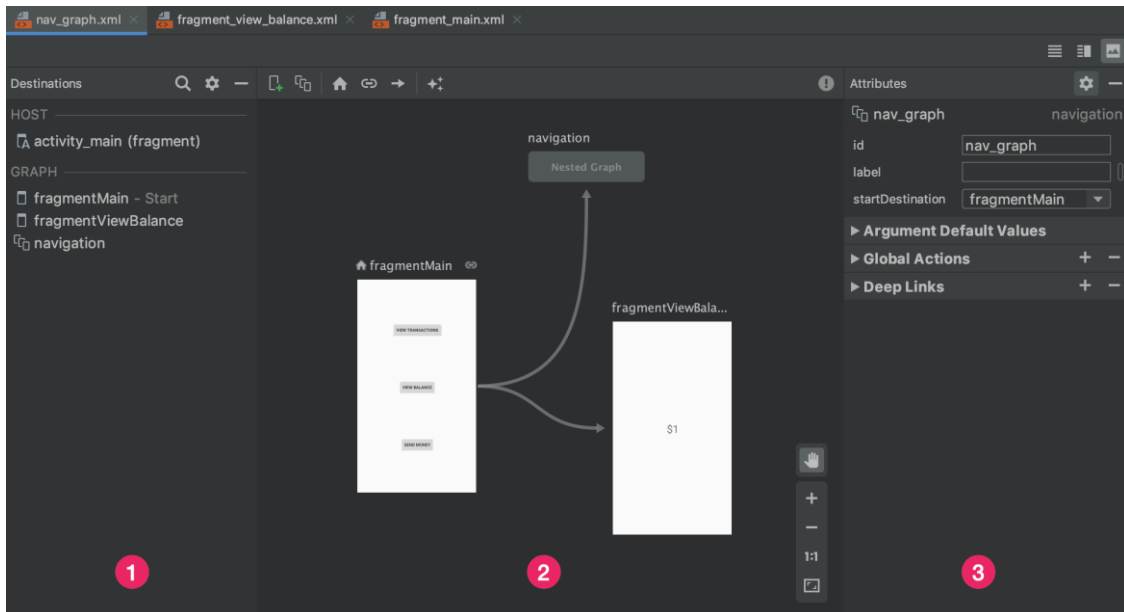 nav_graph.xml
fragment_view_balance.xml
fragment_main.xml
Destinations
HOST
activity_main (fragment)
GRAPH
fragmentMain - Start
fragmentViewBalance
navigation
navigation
Nested Graph
fragmentMain
VIEW TRANSACTIONS
VIEW BALANCE
SEND MONEY
fragmentViewBala...
$1
1:1
Attributes
nav_graph navigation
id nav_graph
label
startDestination fragmentMain
Argument Default Values
Global Actions
Deep Links
1
2
3